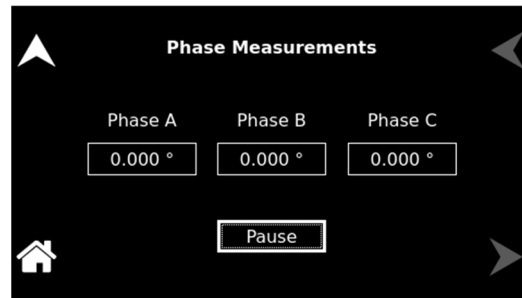 Phase Measurements
Phase A Phase B Phase C
0.000 ° 0.000 ° 0.000 °
Pause